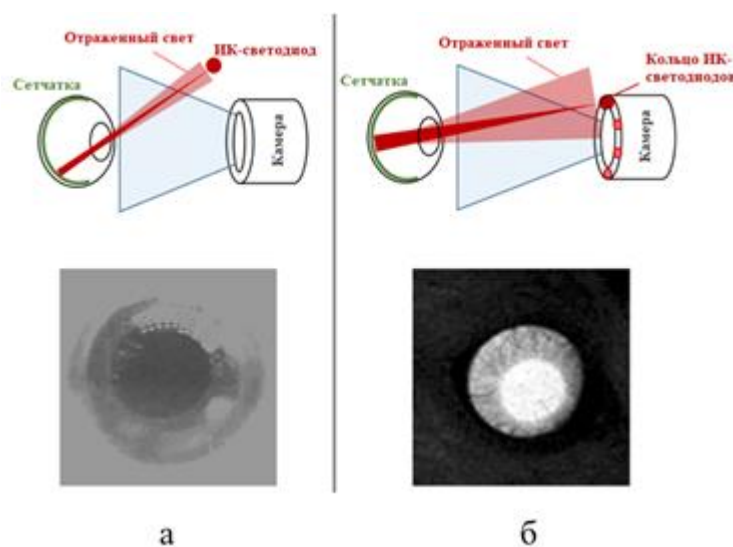 Отраженный свет
ИК-светодиод
Сетчатка
Камера
а
Отраженный свет
Кольцо ИК-
светодиодов
Сетчатка
Камера
б